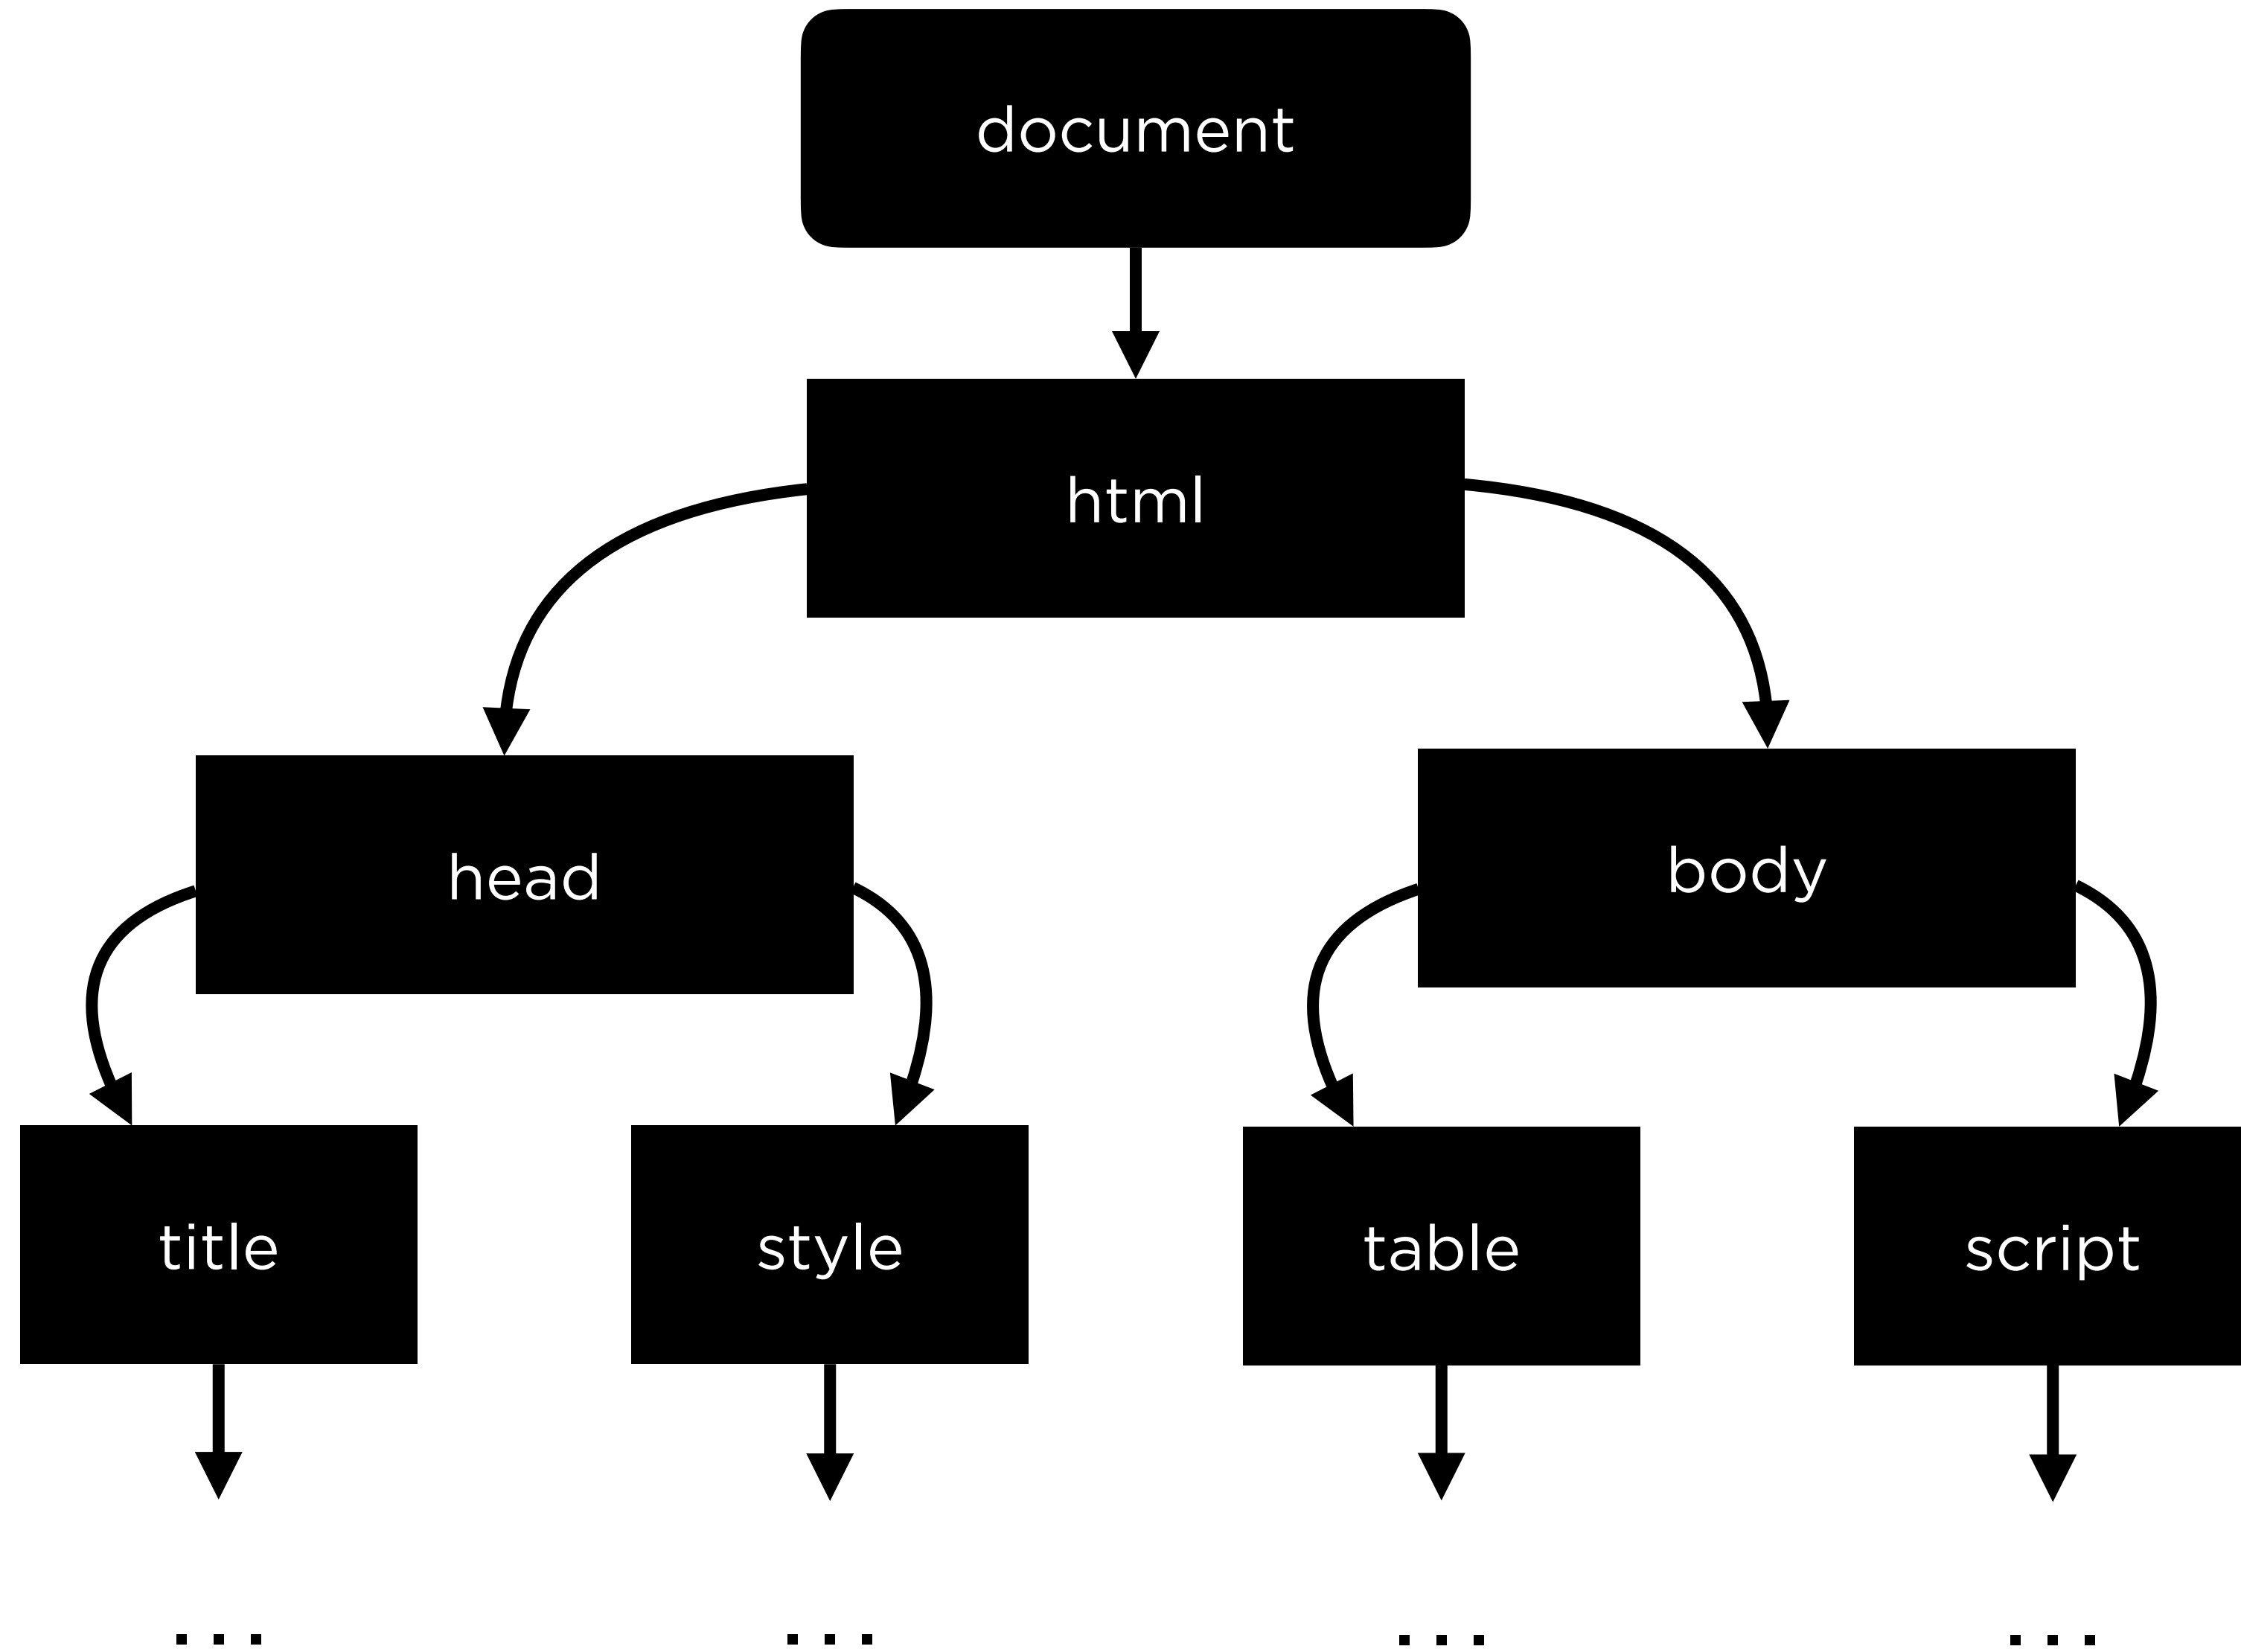 document
html
head
body
title
style
table
script
... ... ... ...